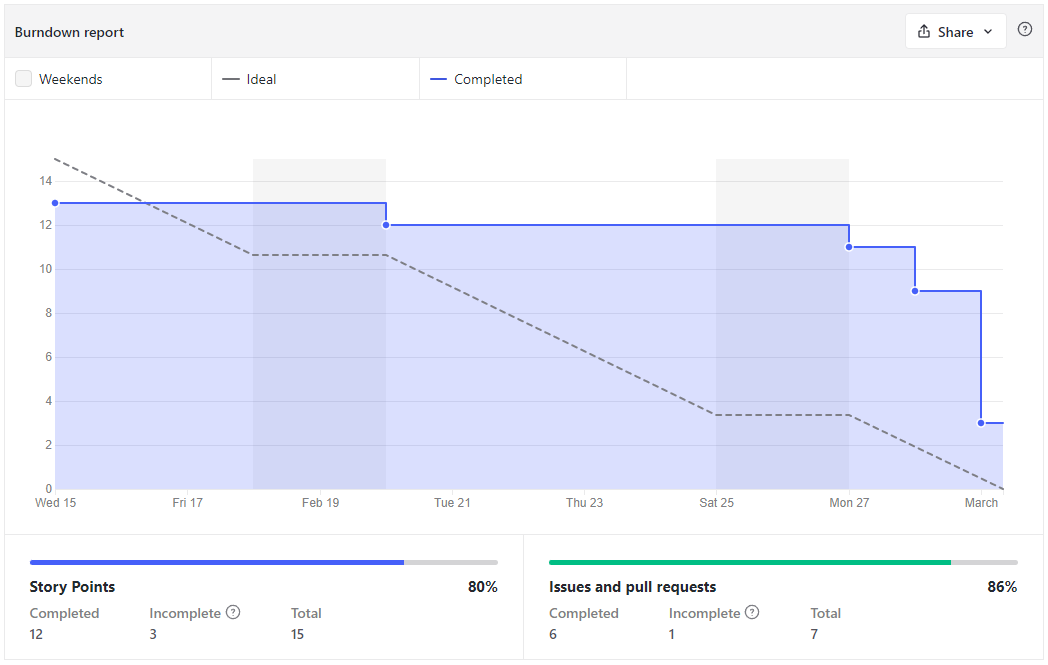 Burndown report
Share
Weekends
Ideal
Completed
14
12
10
8
6
4
2
0
Wed 15 Fri 17 Feb 19 Tue 21 Thu 23 Sat 25 Mon 27 March
Story Points 80%
Completed Incomplete ? Total
12 3 15
Issues and pull requests 86%
Completed Incomplete ? Total
6 1 7